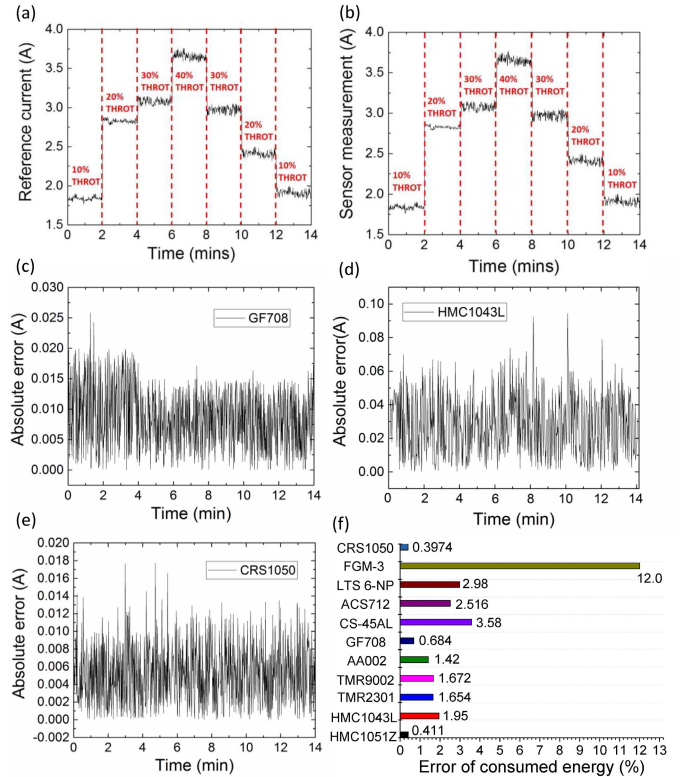 (a)
Reference current (A)
4.0
3.5
3.0
2.5
2.0
1.5
10%
THROT
20%
THROT
30%
THROT
40%
THROT
30%
THROT
20%
THROT
10%
THROT
0 2 4 6 8 10 12 14
Time (mins)
(b)
Sensor measurement (A)
4.0
3.5
3.0
2.5
2.0
1.5
10%
THROT
20%
THROT
30%
THROT
40%
THROT
30%
THROT
20%
THROT
10%
THROT
0 2 4 6 8 10 12 14
Time (mins)
(c)
Absolute error (A)
0.030
0.025
0.020
0.015
0.010
0.005
0.000
GF708
0 2 4 6 8 10 12 14
Time (min)
(d)
Absolute error(A)
0.10
0.08
0.06
0.04
0.02
0.00
HMC1043L
0 2 4 6 8 10 12 14
Time (min)
(e)
Absolute error (A)
0.020
0.018
0.016
0.014
0.012
0.010
0.008
0.006
0.004
0.002
0.000
-0.002
CRS1050
0 2 4 6 8 10 12 14
Time (min)
(f)
CRS1050 0.3974
FGM-3 12.0
LTS 6-NP 2.98
ACS712 2.516
CS-45AL 3.58
GF708 0.684
AA002 1.42
TMR9002 1.672
TMR2301 1.654
HMC1043L 1.95
HMC1051Z 0.411
0 1 2 3 4 5 6 7 8 9 10 11 12 13
Error of consumed energy (%)